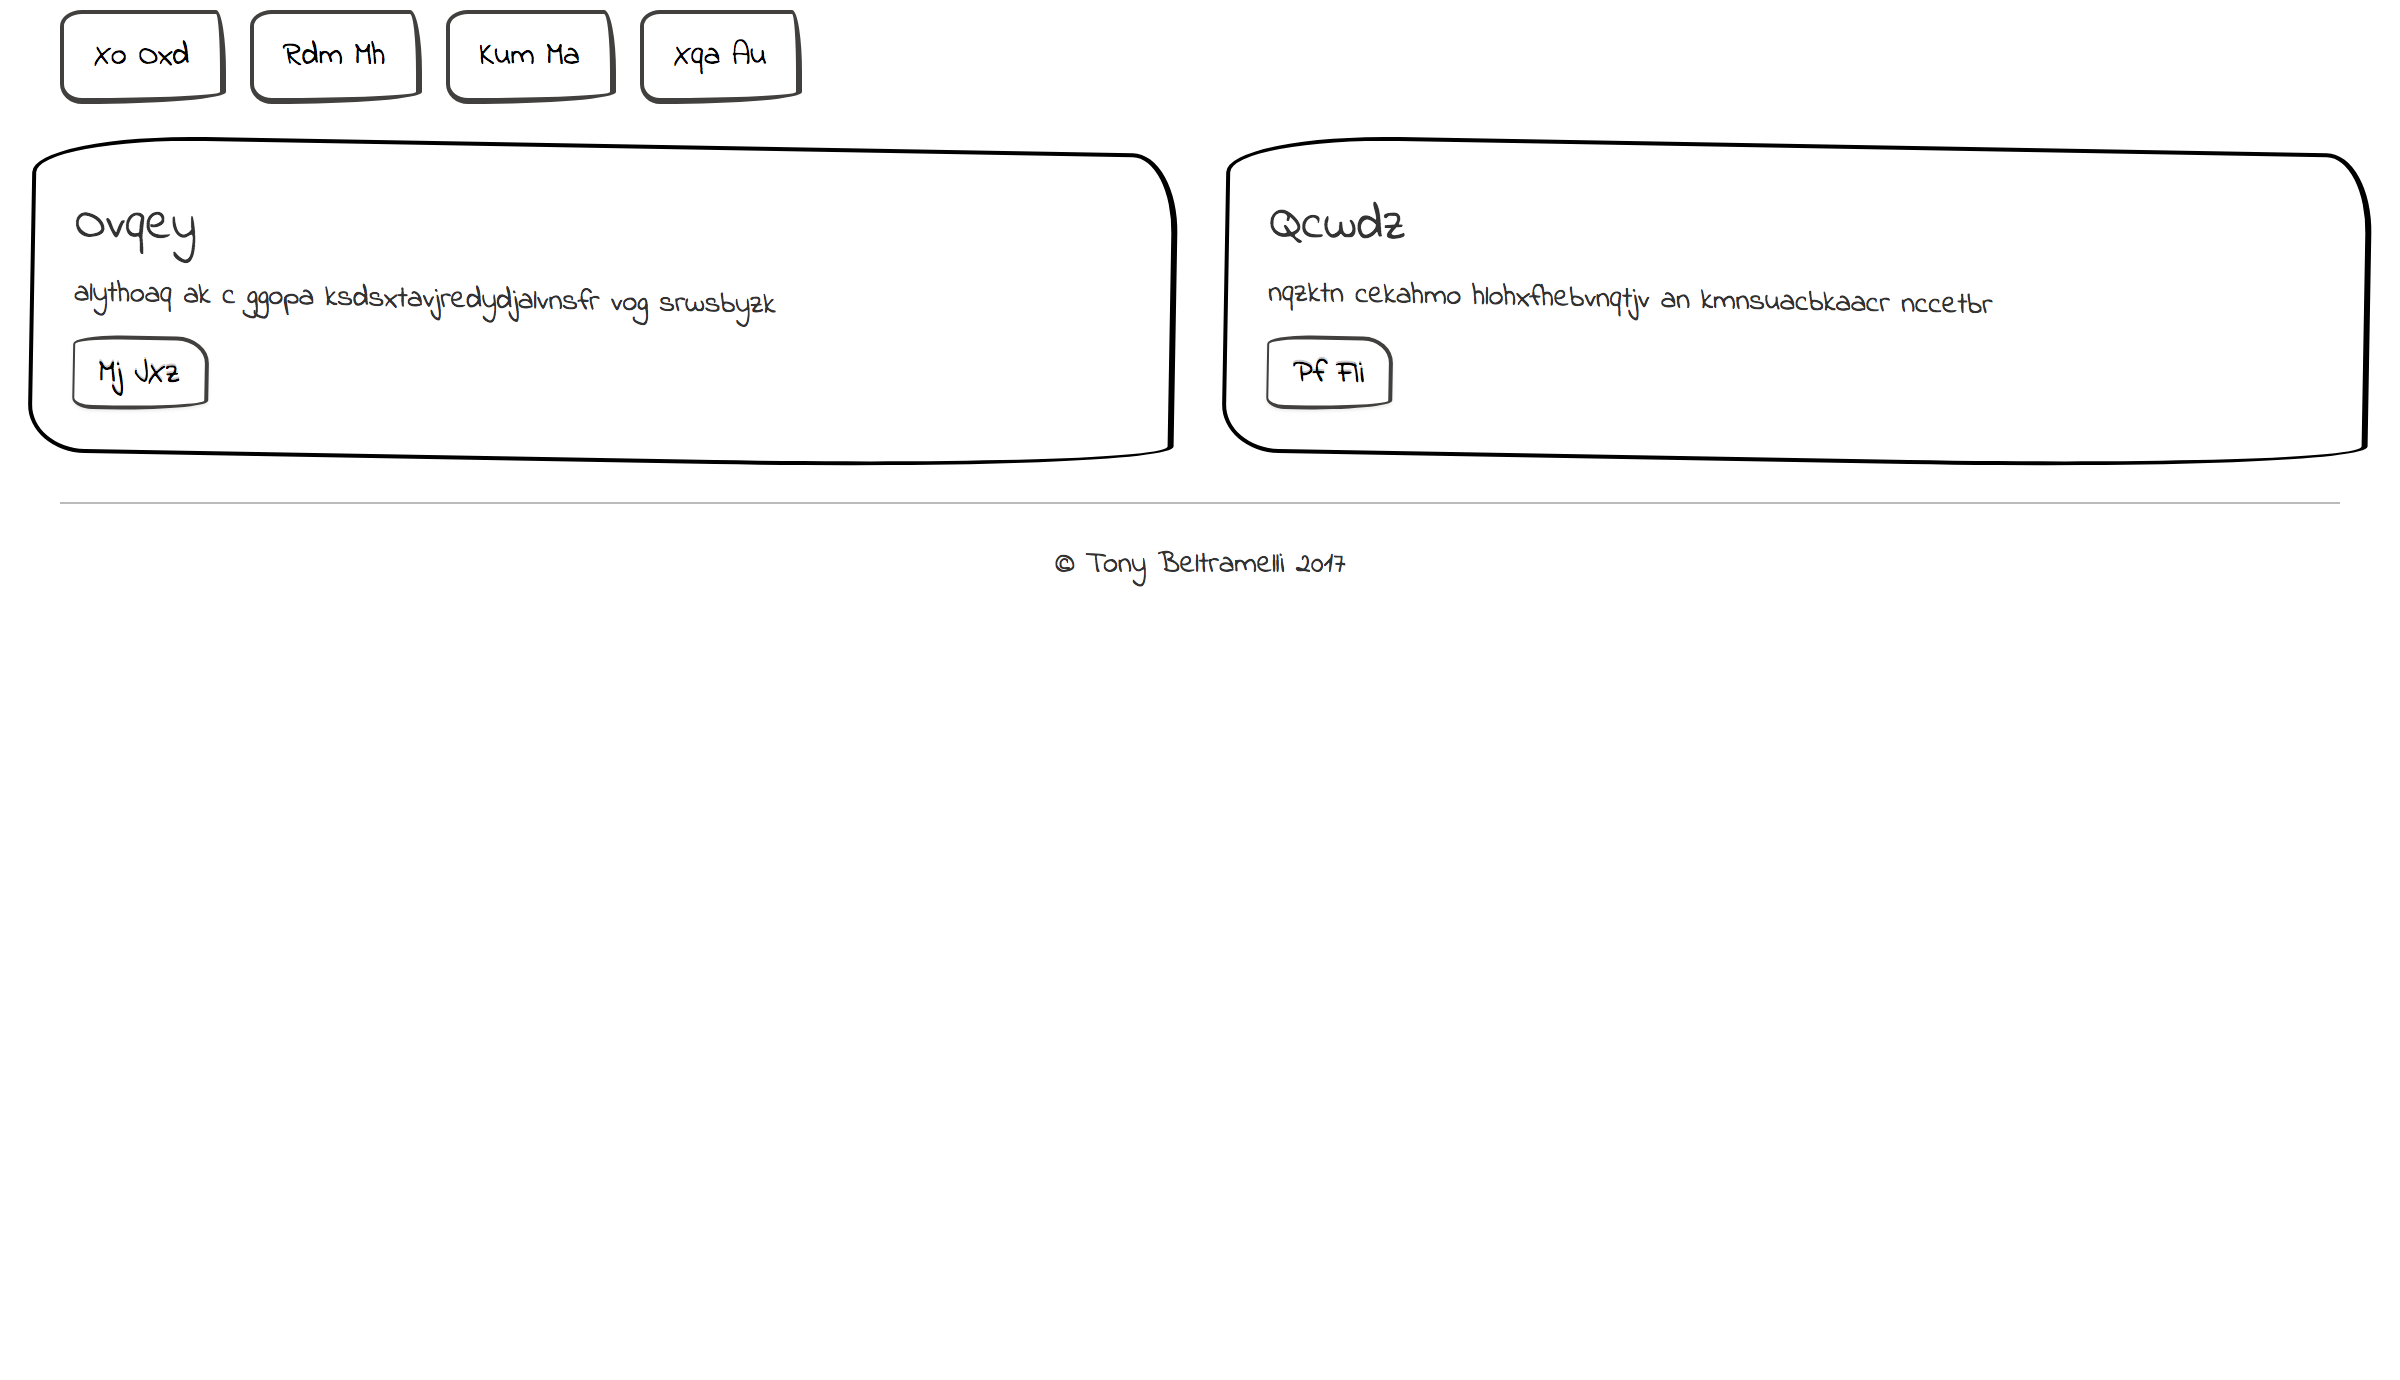 Xo Oxd Rdm Mh Kum Ma Xqa Au
Ovqey
alythoaq ak c ggopa ksdsxtavjredydjalvnsfr vog srwsbyzk
Mj Jxz
Qcwdz
nqzktn cekahmo hlohxfhebvnqtjv an kmnsuacbkaacr nccetbr
Pf Fli
© Tony Beltramelli 2017